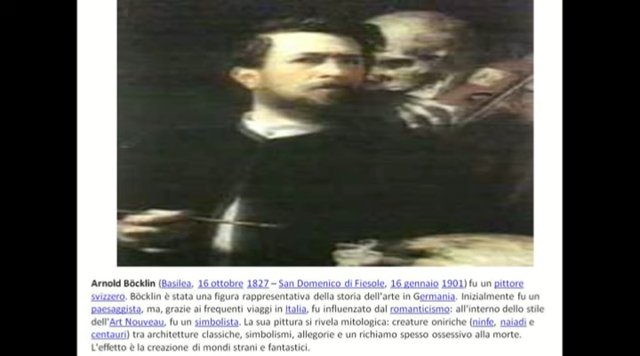 Arnold Böcklin (Basilea, 16 ottobre 1827 – San Domenico di Fiesole, 16 gennaio 1901) fu un pittore
svizzero. Böcklin è stata una figura rappresentativa della storia dell'arte in Germania. Inizialmente fu un
paesaggista, ma, grazie ai frequenti viaggi in Italia, fu influenzato dal romanticismo: all'interno dello stile
dell'Art Nouveau, fu un simbolista. La sua pittura si rivela mitologica: creature oniriche (ninfe, naiadi e
centauri) tra architetture classiche, simbolismi, allegorie e un richiamo spesso ossessivo alla morte.
L'effetto è la creazione di mondi strani e fantastici.